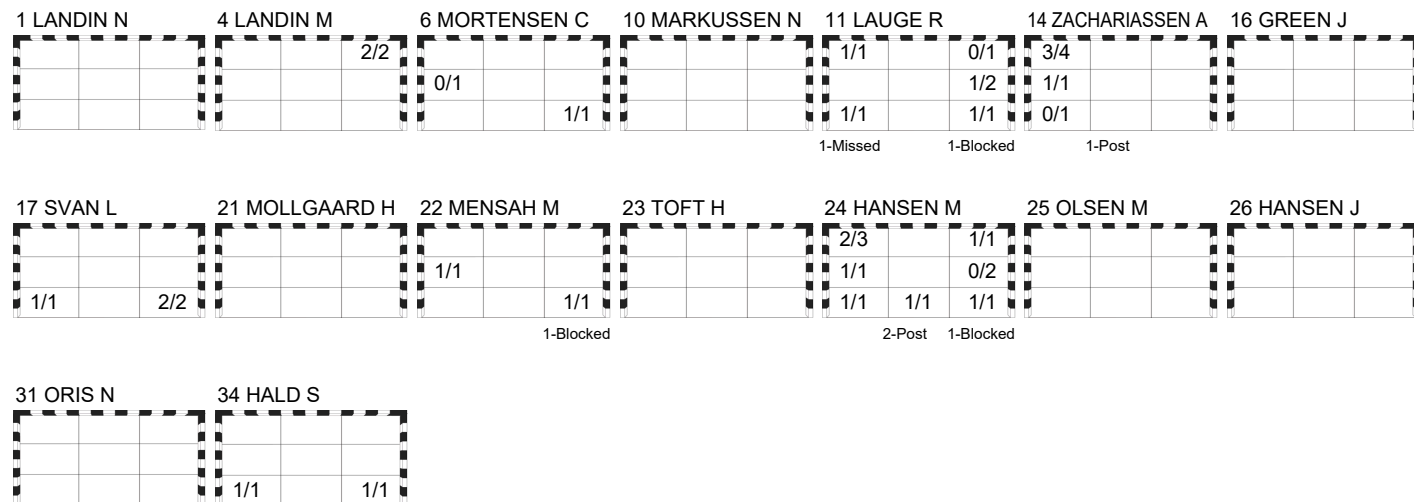 1 LANDIN N 4 LANDIN M 6 MORTENSEN C 10 MARKUSSEN N 11 LAUGE R 14 ZACHARIASSEN A 16 GREEN J
2/2 1/1 0/1 3/4
0/1 1/2 1/1
1/1 1/1 1/1 0/1
1-Missed 1-Blocked 1-Post
17 SVAN L 21 MOLLGAARD H 22 MENSAH M 23 TOFT H 24 HANSEN M 25 OLSEN M 26 HANSEN J
2/3 1/1
1/1 1/1 0/2
1/1 2/2 1/1 1/1 1/1 1/1
1-Blocked 2-Post 1-Blocked
31 ORIS N 34 HALD S
1/1 1/1